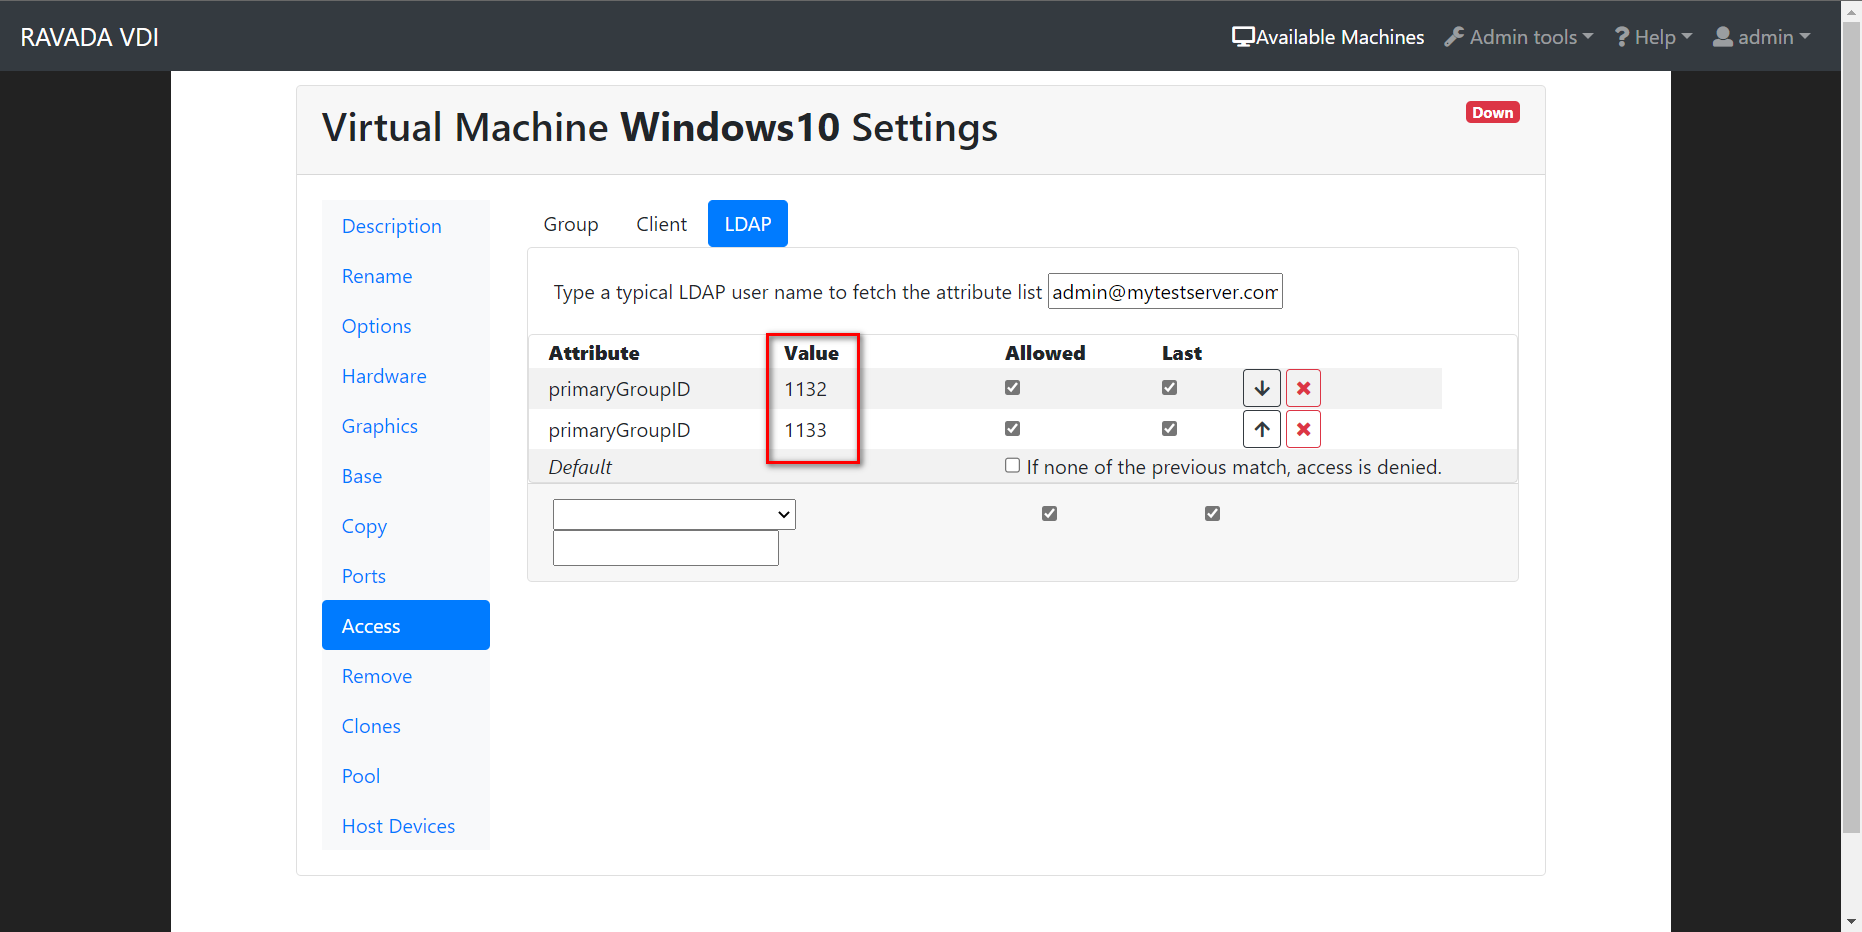 RAVADA VDI
Available Machines Admin tools ? Help admin
Virtual Machine Windows10 Settings
Down
Description
Rename
Options
Hardware
Graphics
Base
Copy
Ports
Access
Remove
Clones
Pool
Host Devices
Group Client LDAP
Type a typical LDAP user name to fetch the attribute list admin@mytestserver.com
Attribute Value Allowed Last
primaryGroupID 1132
primaryGroupID 1133
Default If none of the previous match, access is denied.